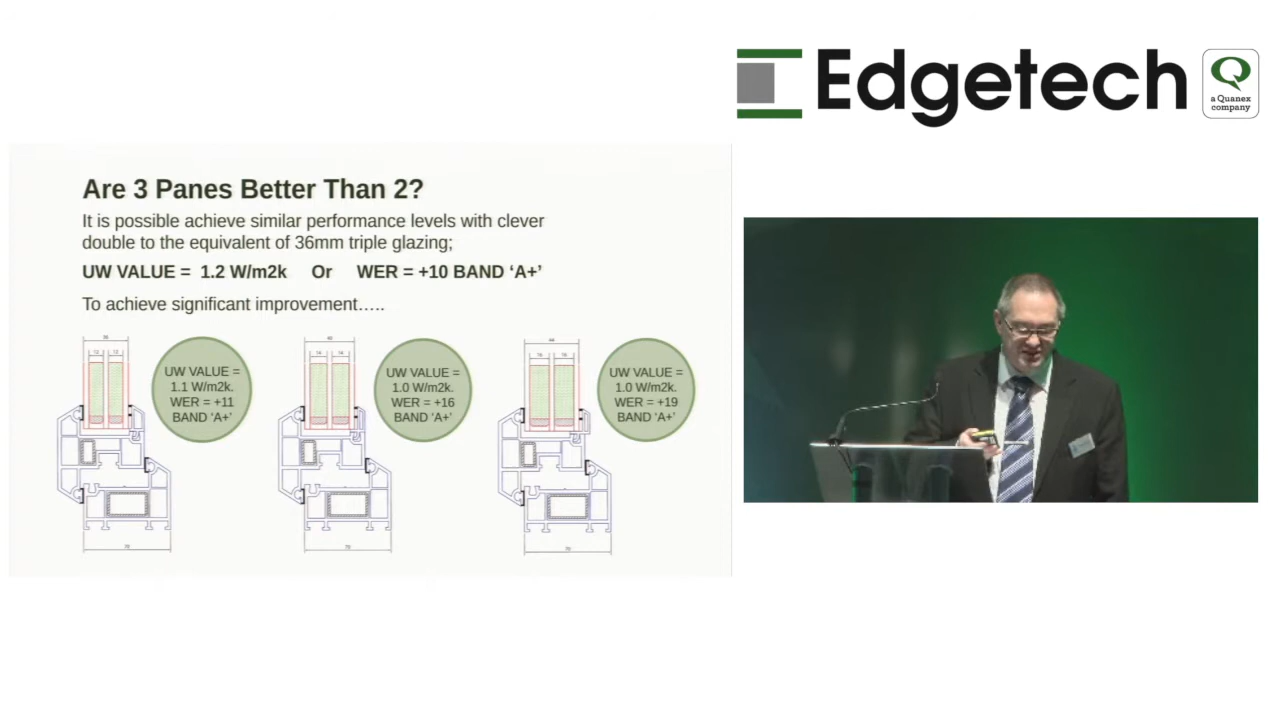 Edgetech
a Quanex
company
Are 3 Panes Better Than 2?
It is possible achieve similar performance levels with clever
double to the equivalent of 36mm triple glazing;
UW VALUE = 1.2 W/m2k Or WER = +10 BAND ‘A+’
To achieve significant improvement…..
UW VALUE =
1.1 W/m2k.
WER = +11
BAND ‘A+’
UW VALUE =
1.0 W/m2k.
WER = +16
BAND ‘A+’
UW VALUE =
1.0 W/m2k.
WER = +19
BAND ‘A+’